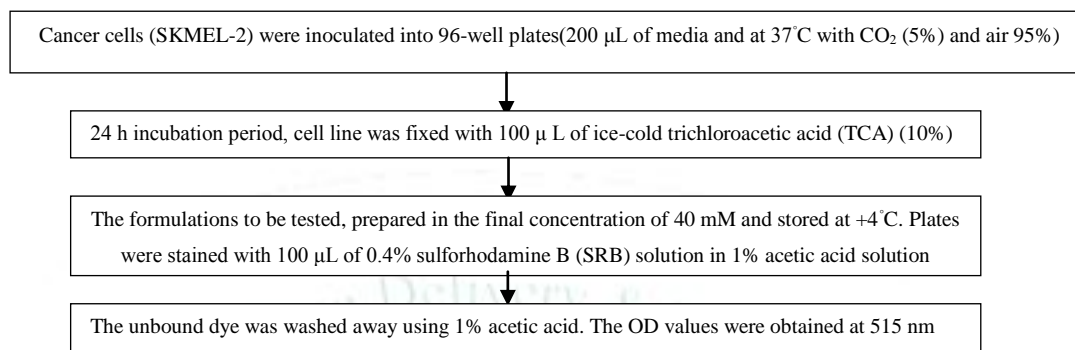 Cancer cells (SKMEL-2) were inoculated into 96-well plates(200 μL of media and at 37°C with CO₂ (5%) and air 95%)
24 h incubation period, cell line was fixed with 100 μ L of ice-cold trichloroacetic acid (TCA) (10%)
The formulations to be tested, prepared in the final concentration of 40 mM and stored at +4°C. Plates
were stained with 100 μL of 0.4% sulforhodamine B (SRB) solution in 1% acetic acid solution
Delivery
The unbound dye was washed away using 1% acetic acid. The OD values were obtained at 515 nm